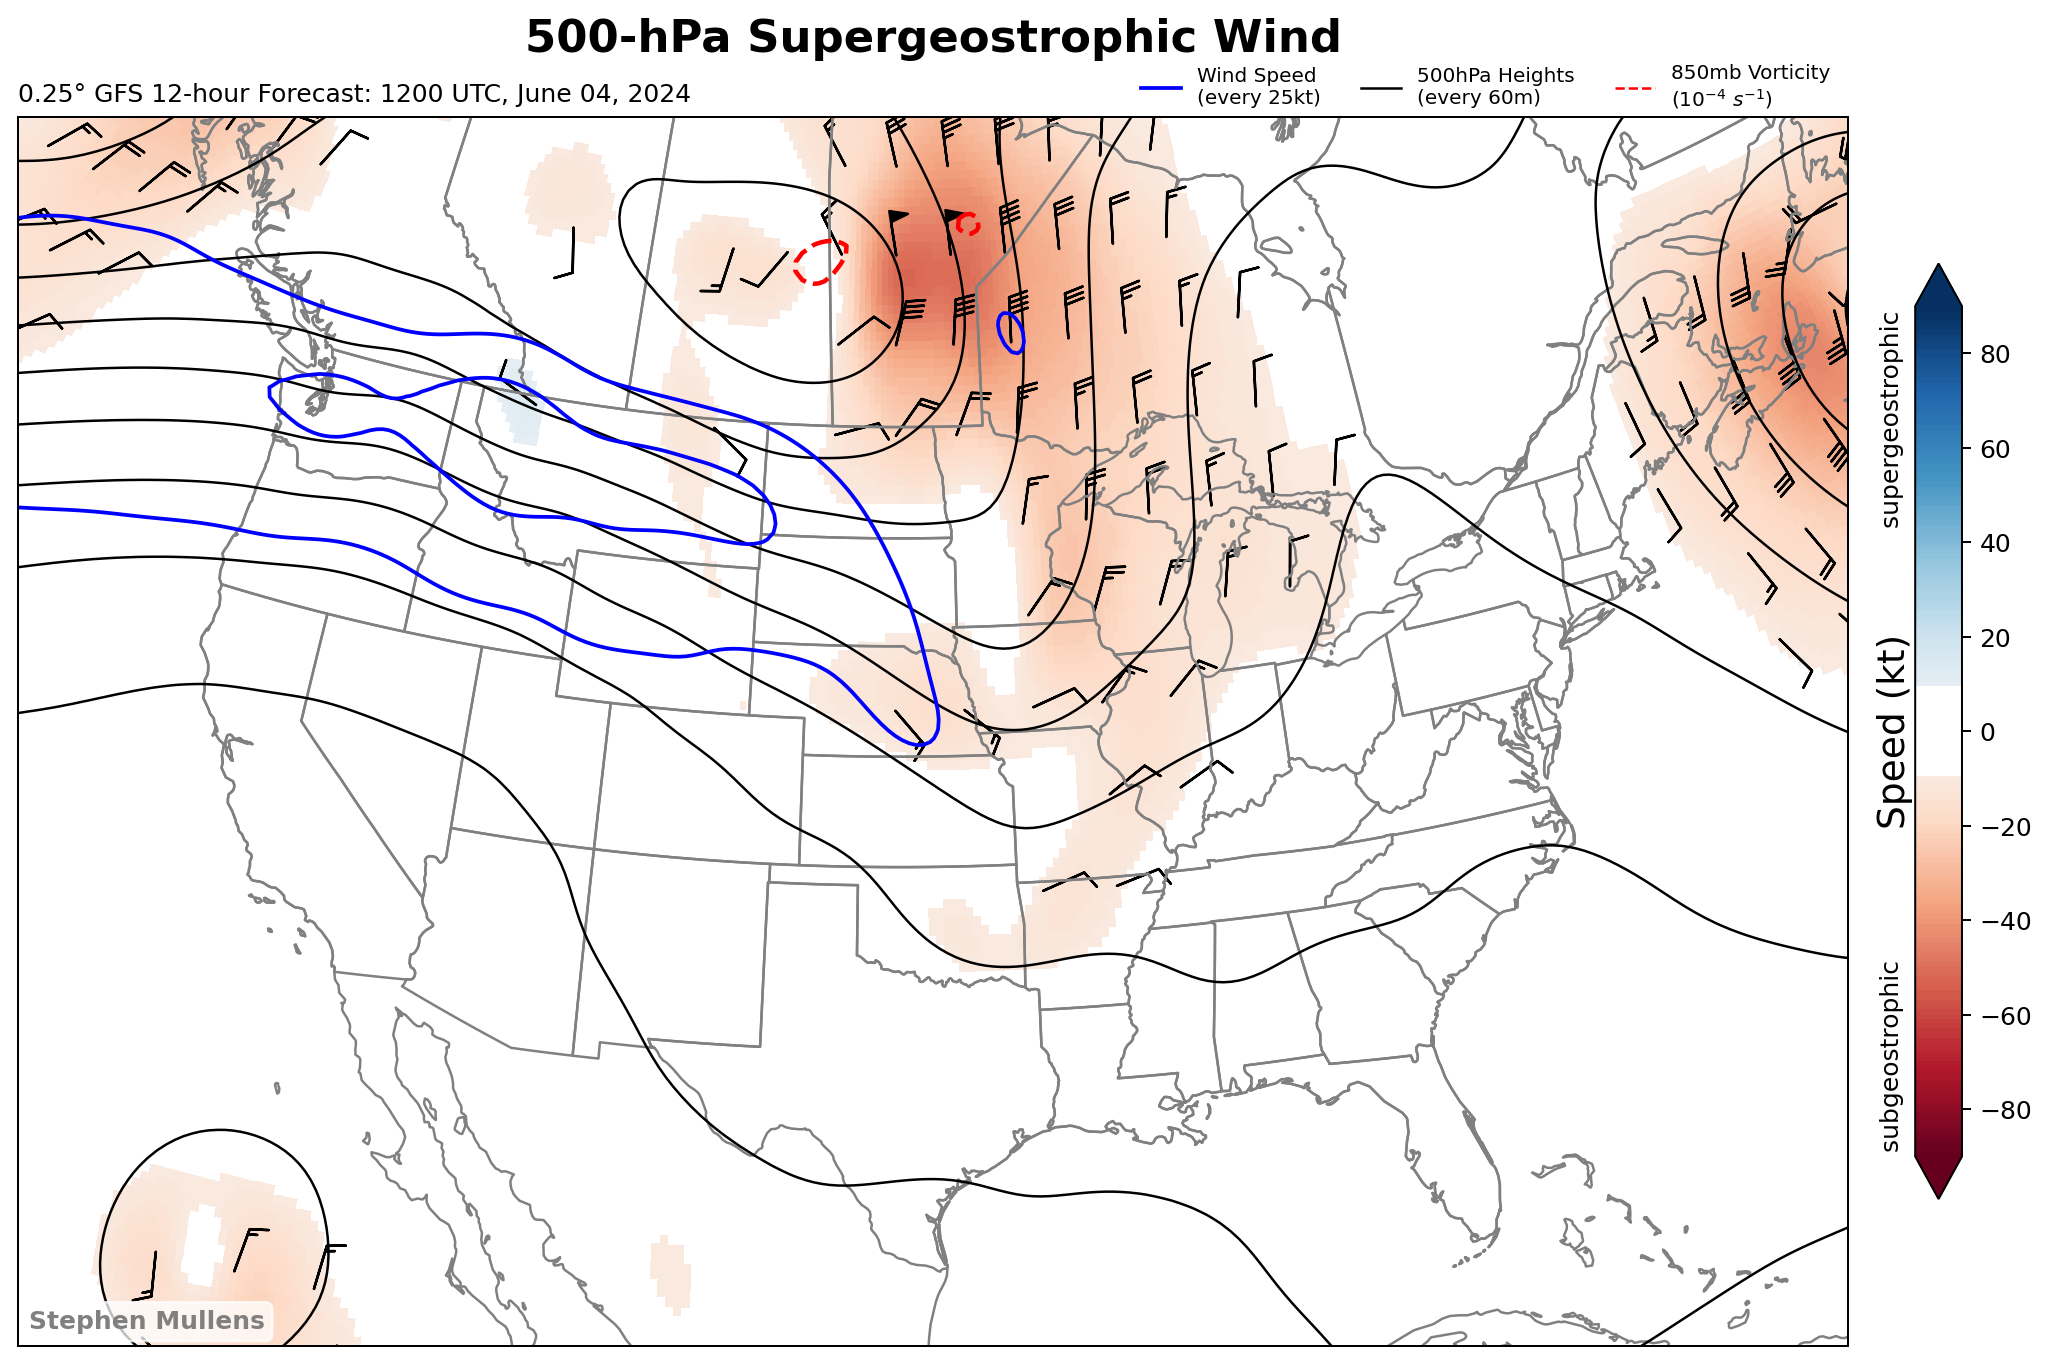 500-hPa Supergeostrophic Wind
0.25° GFS 12-hour Forecast: 1200 UTC, June 04, 2024
Wind Speed
(every 25kt)
500hPa Heights
(every 60m)
850mb Vorticity
(10⁻⁴ s⁻¹)
supergeostrophic
Speed (kt)
subgeostrophic
80
60
40
20
0
−20
−40
−60
−80
Stephen Mullens